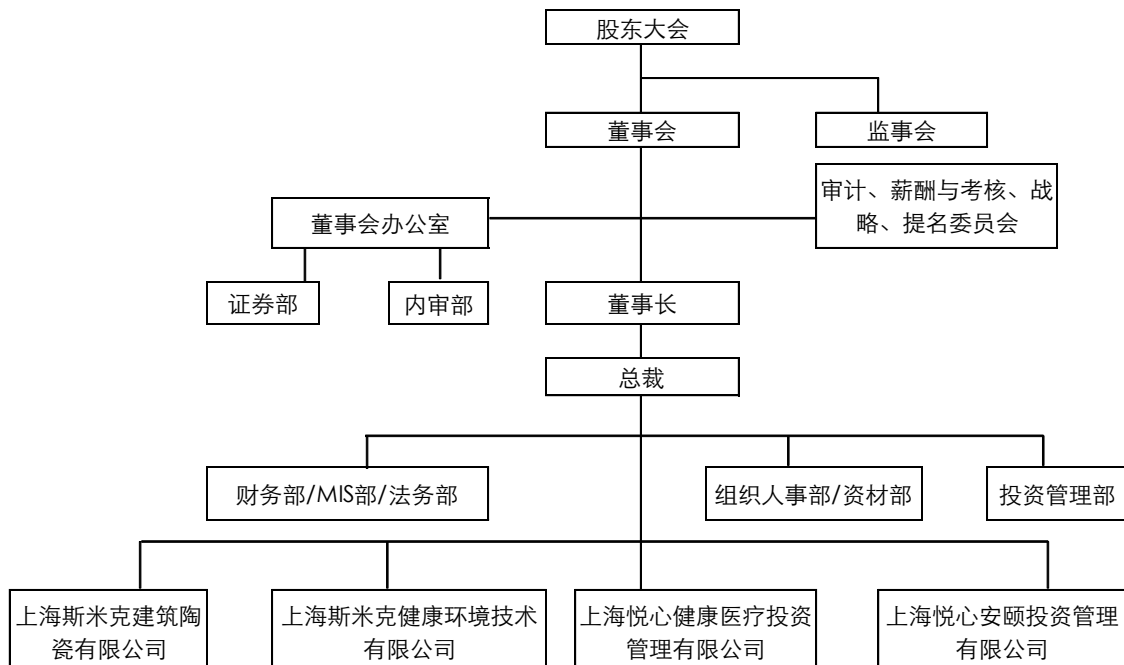 股东大会
董事会
监事会
审计、薪酬与考核、战
略、提名委员会
董事会办公室
证券部
内审部
董事长
总裁
财务部/MIS部/法务部
组织人事部/资材部
投资管理部
上海斯米克建筑陶
瓷有限公司
上海斯米克健康环境技术
有限公司
上海悦心健康医疗投资
管理有限公司
上海悦心安颐投资管理
有限公司